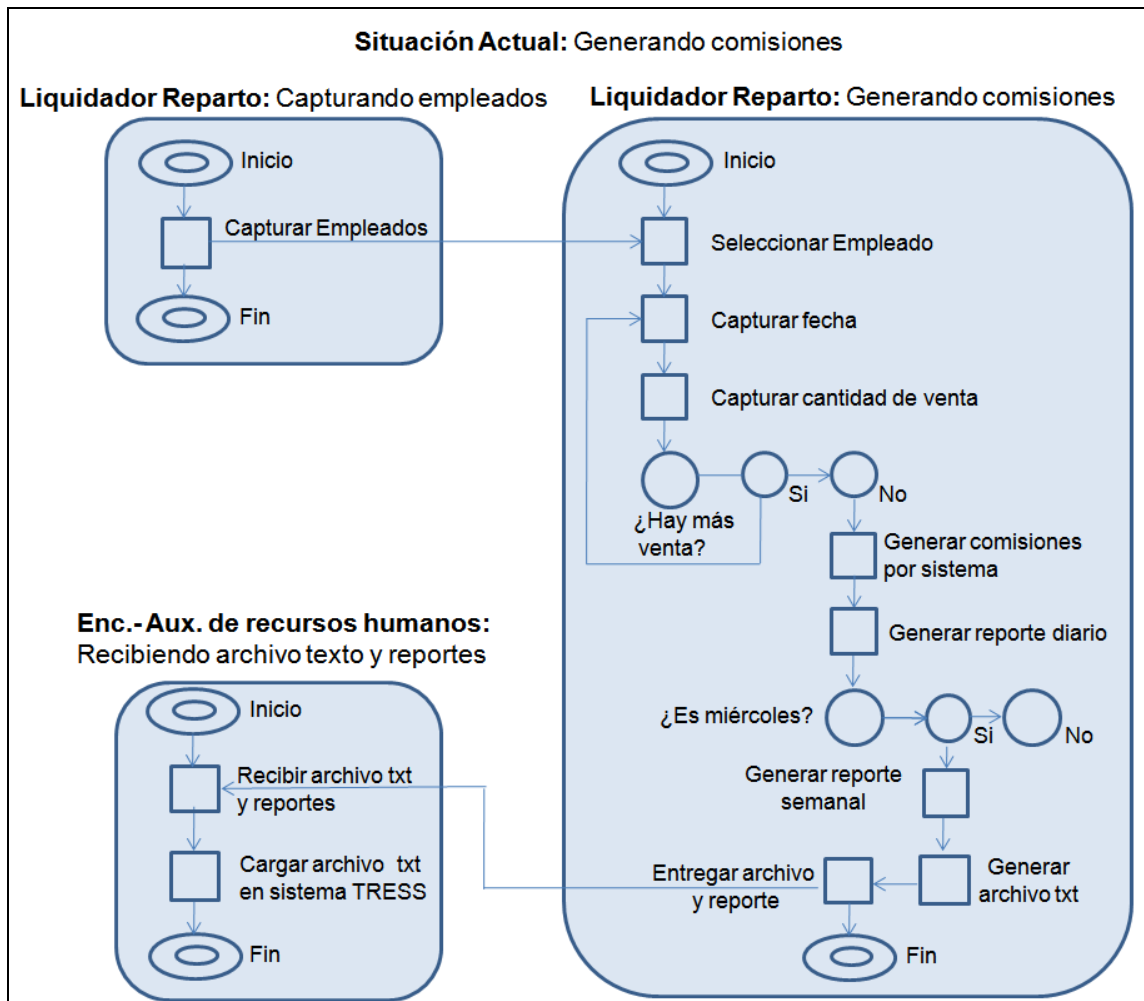 Situación Actual: Generando comisiones
Liquidador Reparto: Capturando empleados
Inicio
Capturar Empleados
Fin
Liquidador Reparto: Generando comisiones
Inicio
Seleccionar Empleado
Capturar fecha
Capturar cantidad de venta
¿Hay más
venta?
Si
No
Generar comisiones
por sistema
Generar reporte diario
¿Es miércoles?
Si
No
Generar reporte
semanal
Generar
archivo txt
Entregar archivo
y reporte
Fin
Enc.- Aux. de recursos humanos:
Recibiendo archivo texto y reportes
Inicio
Recibir archivo txt
y reportes
Cargar archivo txt
en sistema TRESS
Fin